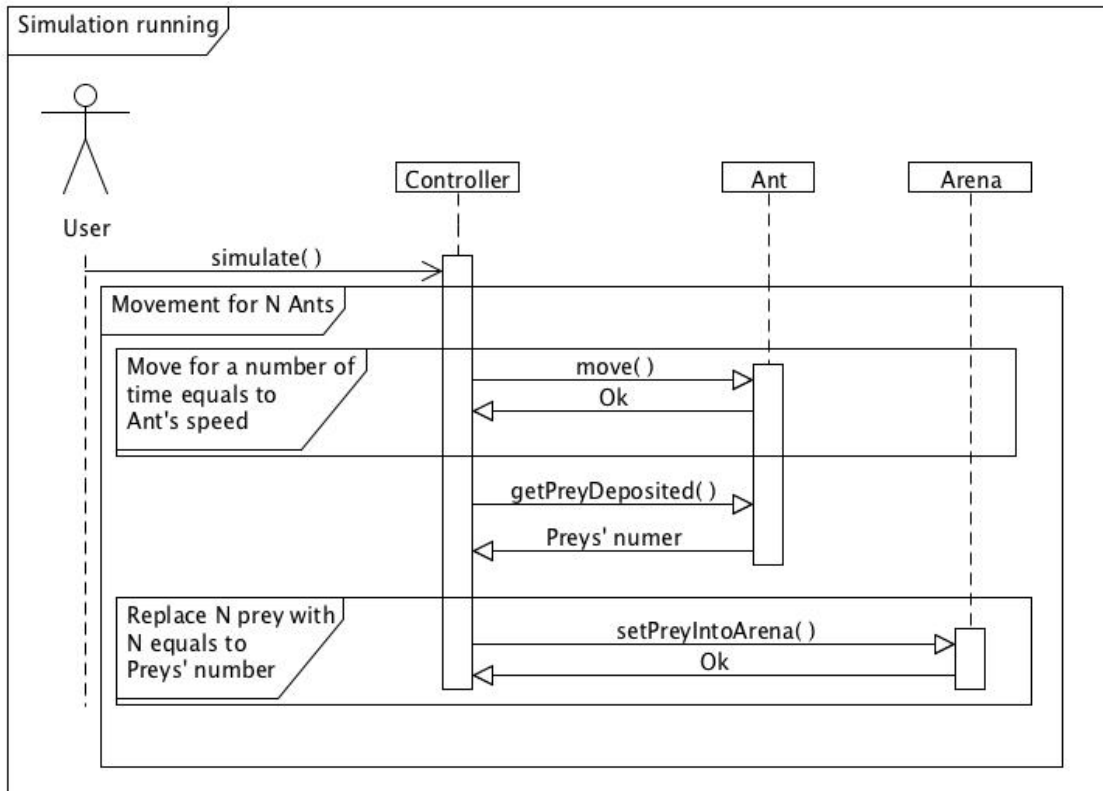 Simulation running
Controller
Ant
Arena
User
simulate( )
Movement for N Ants
Move for a number of
time equals to
Ant's speed
move( )
Ok
getPreyDeposited( )
Preys' numer
Replace N prey with
N equals to
Preys' number
setPreyIntoArena( )
Ok